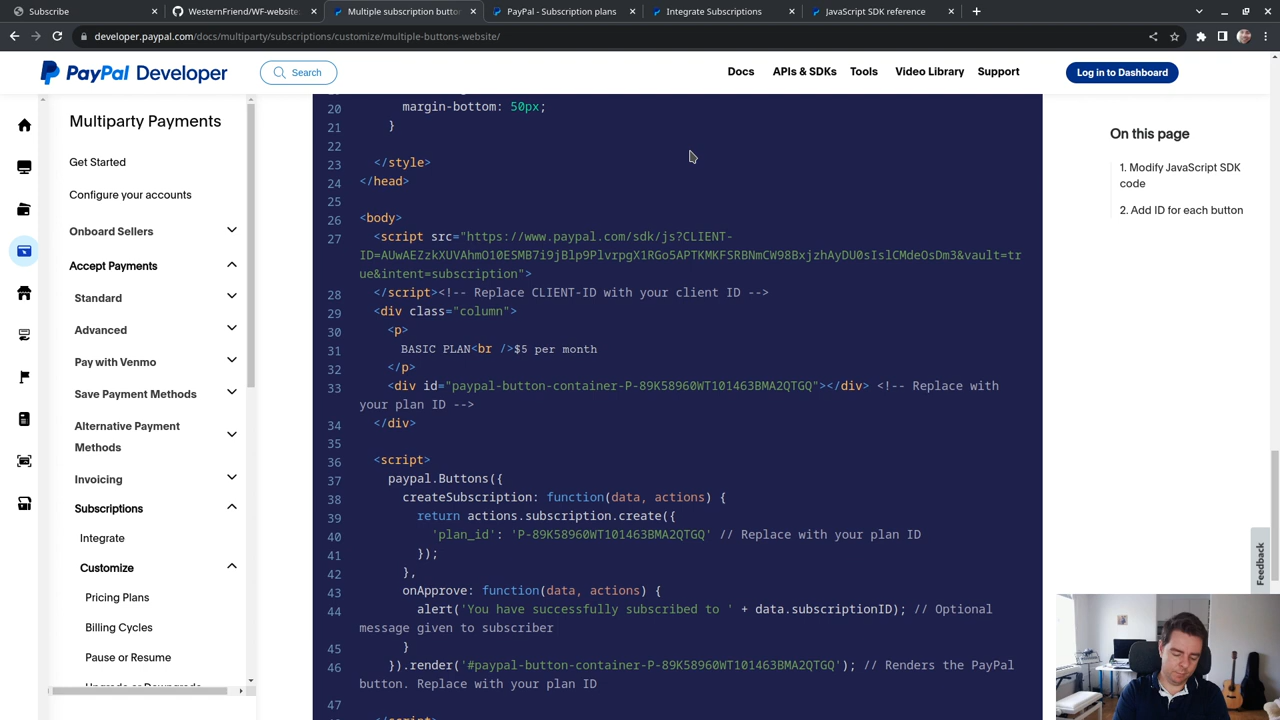 Subscribe
WesternFriend/WF-website:
Multiple subscription button
PayPal - Subscription plans
Integrate Subscriptions
JavaScript SDK reference
developer.paypal.com/docs/multiparty/subscriptions/customize/multiple-buttons-website/
PayPal Developer
Search
Docs
APIs & SDKs
Tools
Video Library
Support
Log in to Dashboard
Multiparty Payments
Get Started
Configure your accounts
Onboard Sellers
Accept Payments
Standard
Advanced
Pay with Venmo
Save Payment Methods
Alternative Payment
Methods
Invoicing
Subscriptions
Integrate
Customize
Pricing Plans
Billing Cycles
Pause or Resume
Upgrade or Downgrade
20 margin-bottom: 50px;
21 }
22
23 </style>
24 </head>
25
26 <body>
27 <script src="https://www.paypal.com/sdk/js?CLIENT-
ID=AUwAEZzkXUVAhmO10ESMB7i9jBlp9PlvrpgX1RGo5APTKMKFSRBNmCW98BxjzhAyDU0sIslCMdeOsDm3&vault=tr
ue&intent=subscription">
28 </script><!-- Replace CLIENT-ID with your client ID -->
29 <div class="column">
30 <p>
31 BASIC PLAN<br />$5 per month
32 </p>
33 <div id="paypal-button-container-P-89K58960WT101463BMA2QTGQ"></div> <!-- Replace with
your plan ID -->
34 </div>
35
36 <script>
37 paypal.Buttons({
38 createSubscription: function(data, actions) {
39 return actions.subscription.create({
40 'plan_id': 'P-89K58960WT101463BMA2QTGQ' // Replace with your plan ID
41 });
42 },
43 onApprove: function(data, actions) {
44 alert('You have successfully subscribed to ' + data.subscriptionID); // Optional
message given to subscriber
45 }
46 }).render('#paypal-button-container-P-89K58960WT101463BMA2QTGQ'); // Renders the PayPal
button. Replace with your plan ID
47
</script>
On this page
1. Modify JavaScript SDK
code
2. Add ID for each button
Feedback